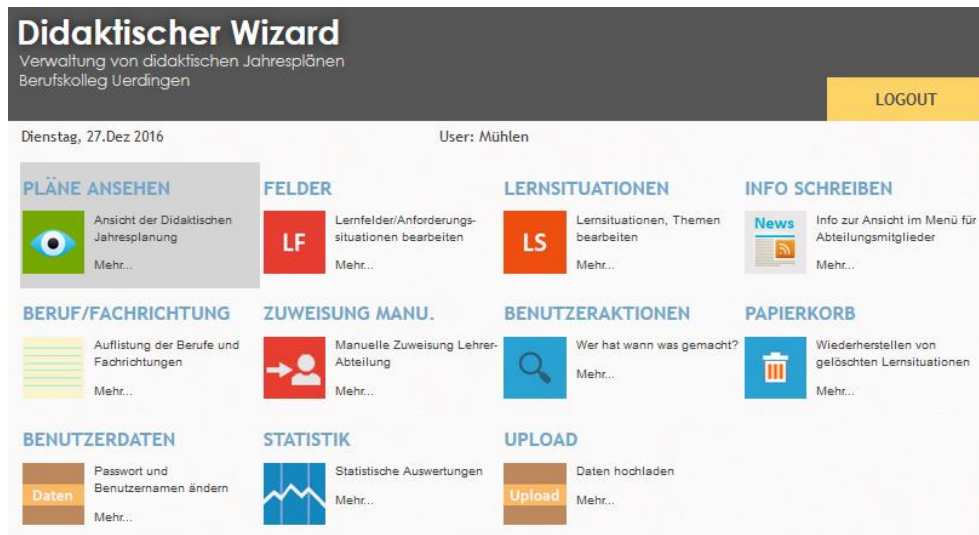 Didaktischer Wizard
Verwaltung von didaktischen Jahresplänen
Berufskolleg Uerdingen
LOGOUT
Dienstag, 27.Dez 2016
User: Mühlen
PLÄNE ANSEHEN
Ansicht der Didaktischen
Jahresplanung
Mehr...
FELDER
LF
Lernfelder/Anforderungs-
situationen bearbeiten
Mehr...
LERNSITUATIONEN
LS
Lernsituationen, Themen
bearbeiten
Mehr...
INFO SCHREIBEN
News
Info zur Ansicht im Menü für
Abteilungsmitglieder
Mehr...
BERUF/FACHRICHTUNG
Auflistung der Berufe und
Fachrichtungen
Mehr...
ZUWEISUNG MANU.
Manuelle Zuweisung Lehrer-
Abteilung
Mehr...
BENUTZERAKTIONEN
Wer hat wann was gemacht?
Mehr...
PAPIERKORB
Wiederherstellen von
gelöschten Lernsituationen
Mehr...
BENUTZERDATEN
Daten
Passwort und
Benutzernamen ändern
Mehr...
STATISTIK
Statistische Auswertungen
Mehr...
UPLOAD
Upload
Daten hochladen
Mehr...